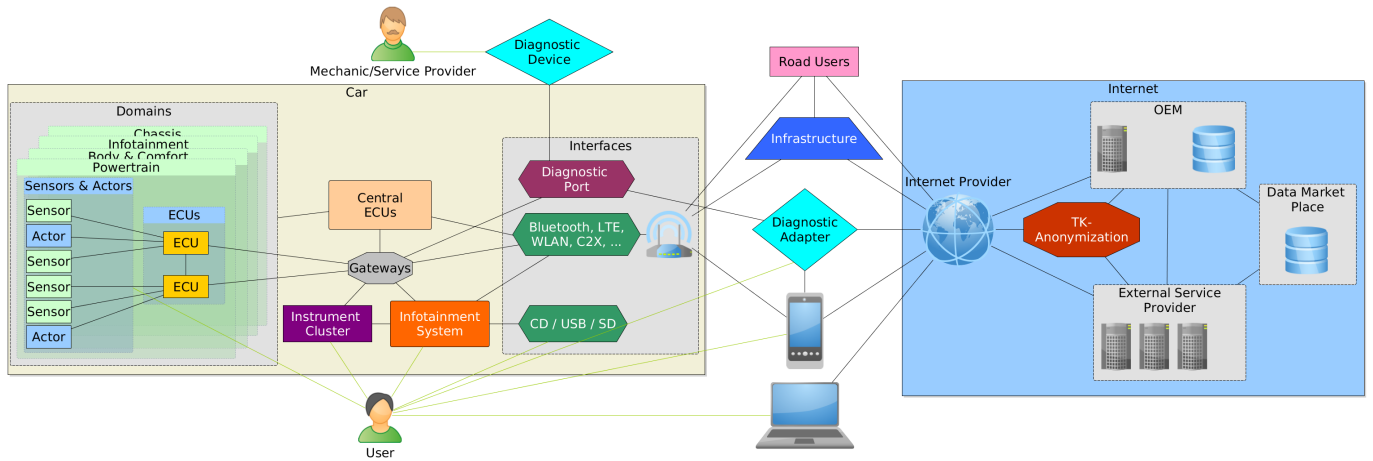 Mechanic/Service Provider
Diagnostic
Device
Car
Domains
Chassis
Infotainment
Body & Comfort
Powertrain
Sensors & Actors
Sensor
Actor
Sensor
Sensor
Sensor
Actor
ECUs
ECU
ECU
Central
ECUs
Gateways
Instrument
Cluster
Infotainment
System
Interfaces
Diagnostic
Port
Bluetooth, LTE,
WLAN, C2X, ...
CD / USB / SD
User
Road Users
Infrastructure
Diagnostic
Adapter
Internet Provider
Internet
OEM
TK-
Anonymization
Data Market
Place
External Service
Provider